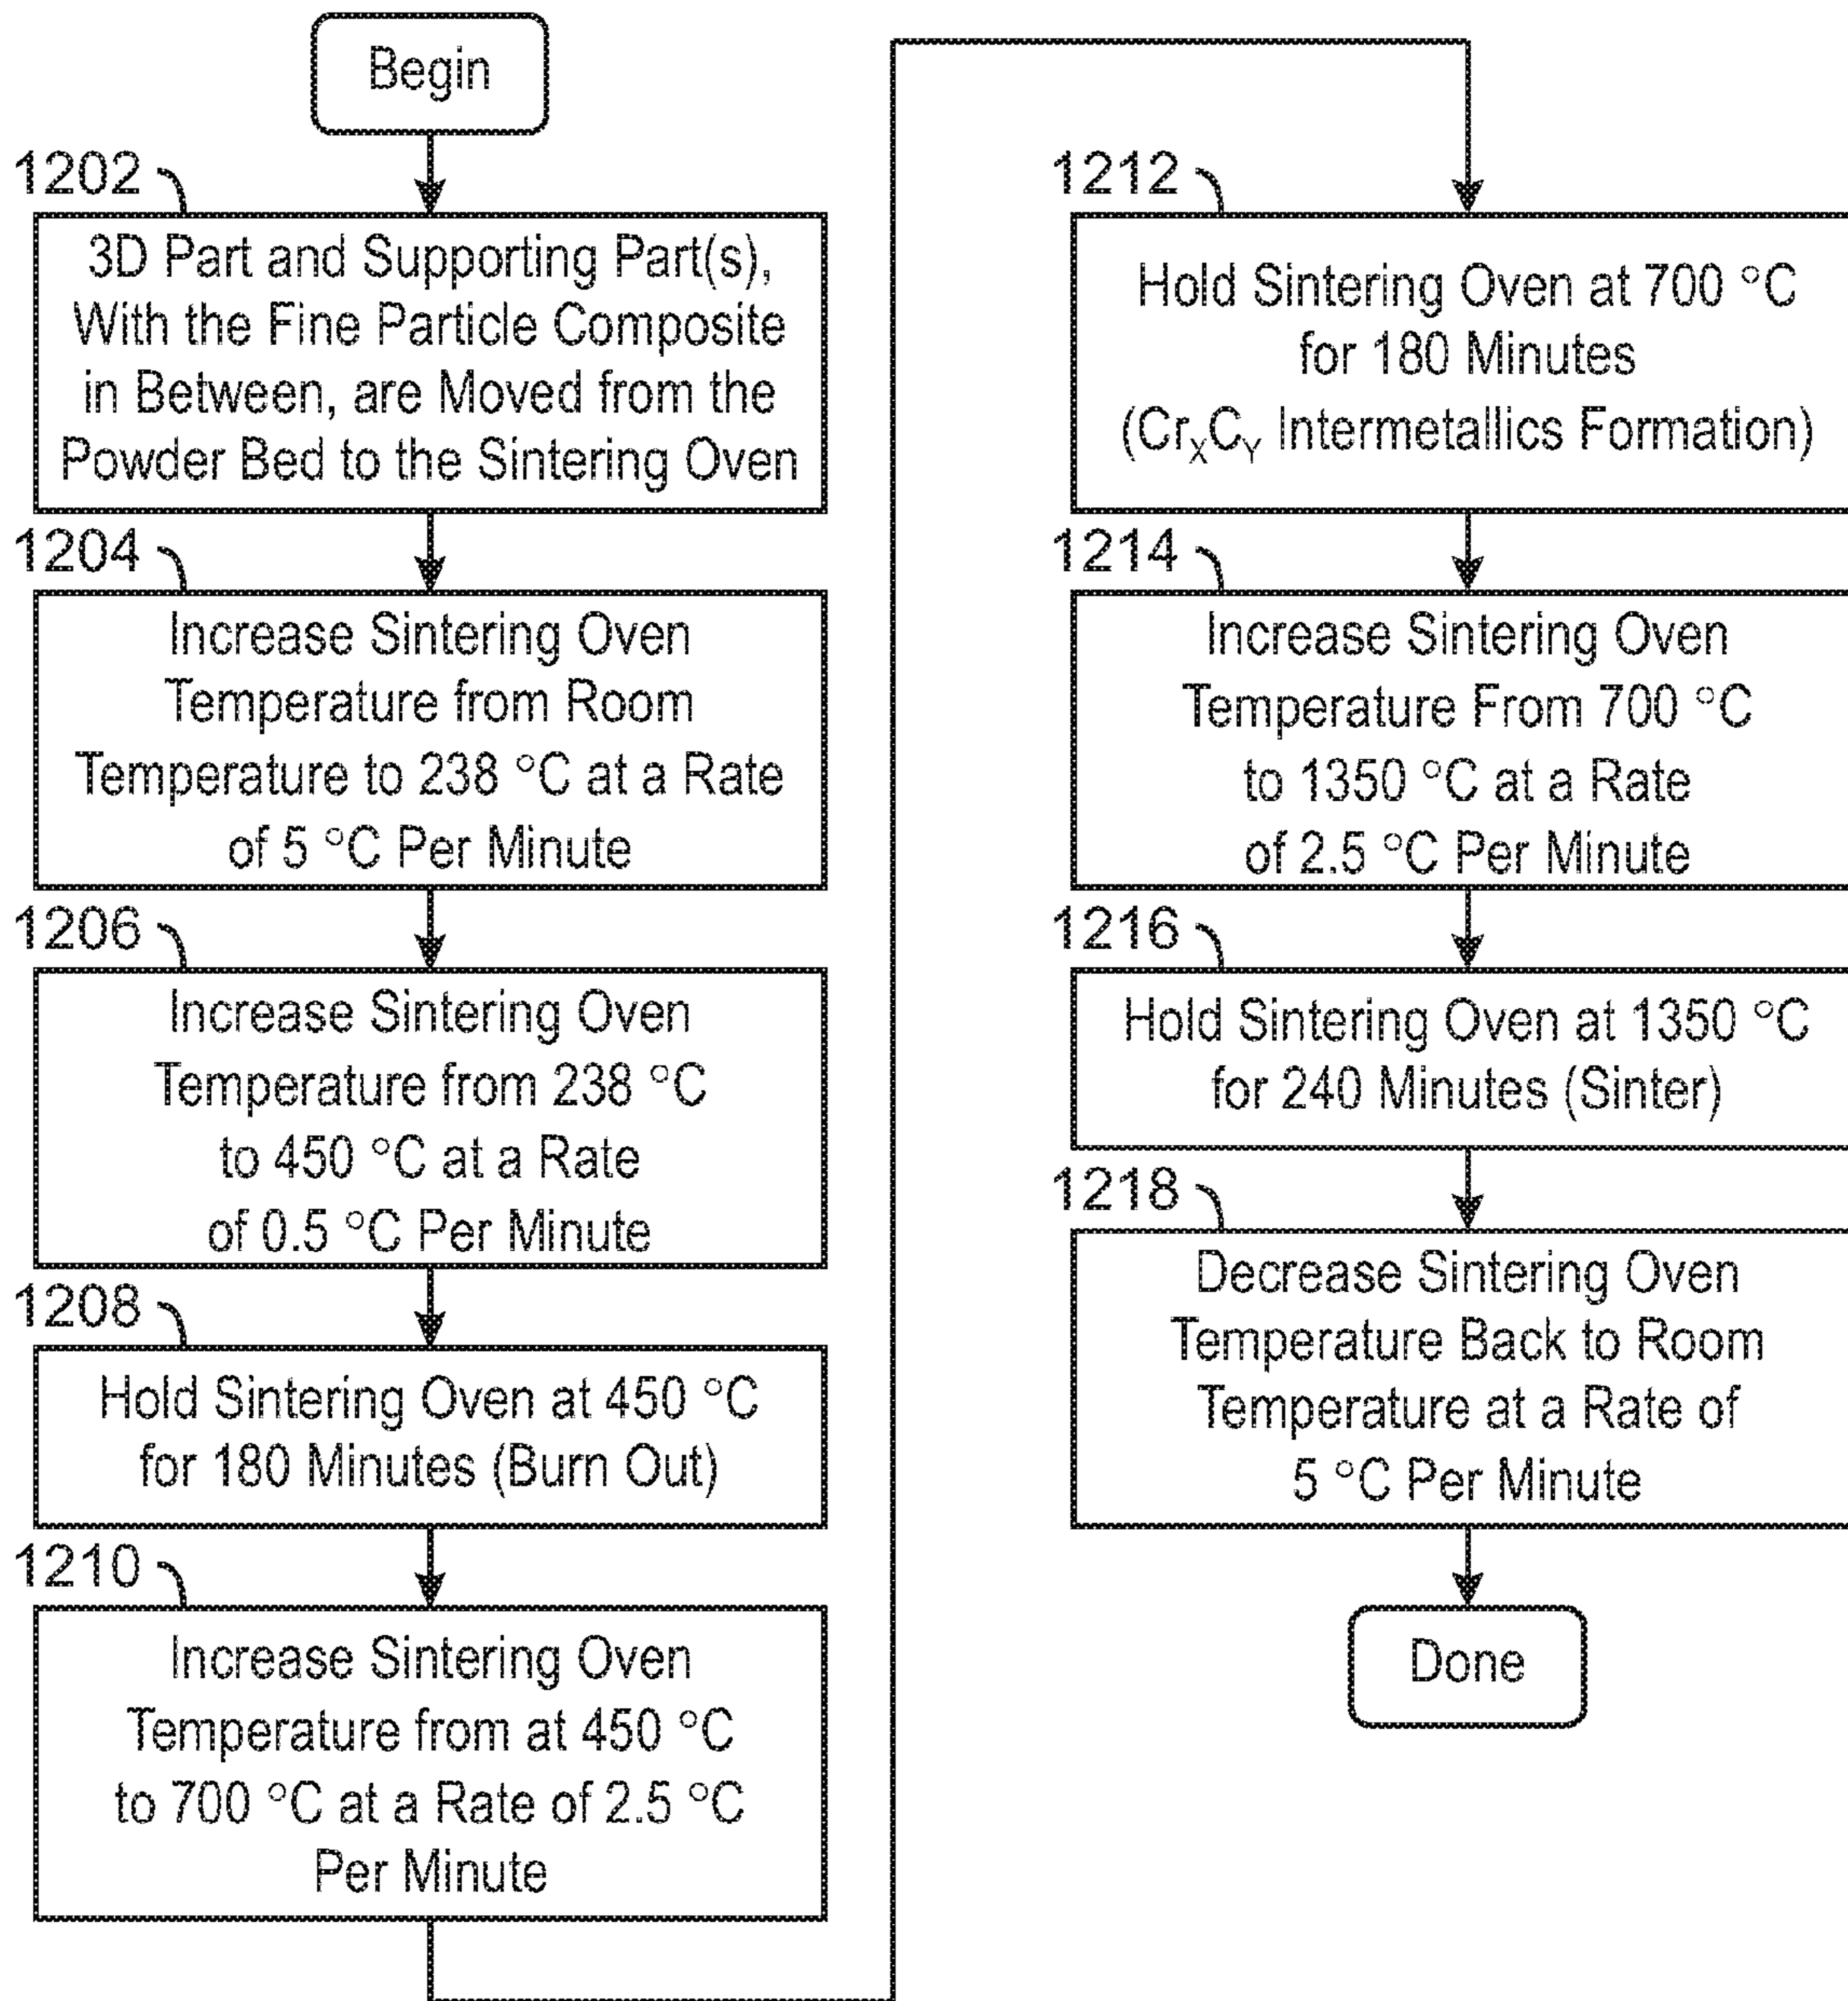 Begin
1202
3D Part and Supporting Part(s),
With the Fine Particle Composite
in Between, are Moved from the
Powder Bed to the Sintering Oven
1204
Increase Sintering Oven
Temperature from Room
Temperature to 238 °C at a Rate
of 5 °C Per Minute
1206
Increase Sintering Oven
Temperature from 238 °C
to 450 °C at a Rate
of 0.5 °C Per Minute
1208
Hold Sintering Oven at 450 °C
for 180 Minutes (Burn Out)
1210
Increase Sintering Oven
Temperature from at 450 °C
to 700 °C at a Rate of 2.5 °C
Per Minute
1212
Hold Sintering Oven at 700 °C
for 180 Minutes
(CrXCY Intermetallics Formation)
1214
Increase Sintering Oven
Temperature From 700 °C
to 1350 °C at a Rate
of 2.5 °C Per Minute
1216
Hold Sintering Oven at 1350 °C
for 240 Minutes (Sinter)
1218
Decrease Sintering Oven
Temperature Back to Room
Temperature at a Rate of
5 °C Per Minute
Done